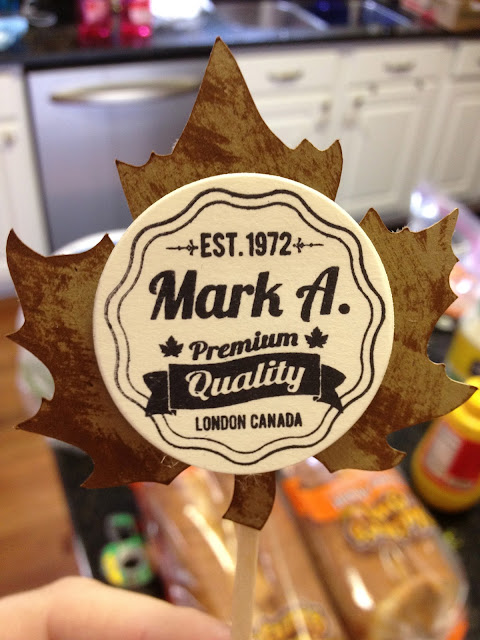 EST. 1972
Mark A.
Premium
Quality
LONDON CANADA